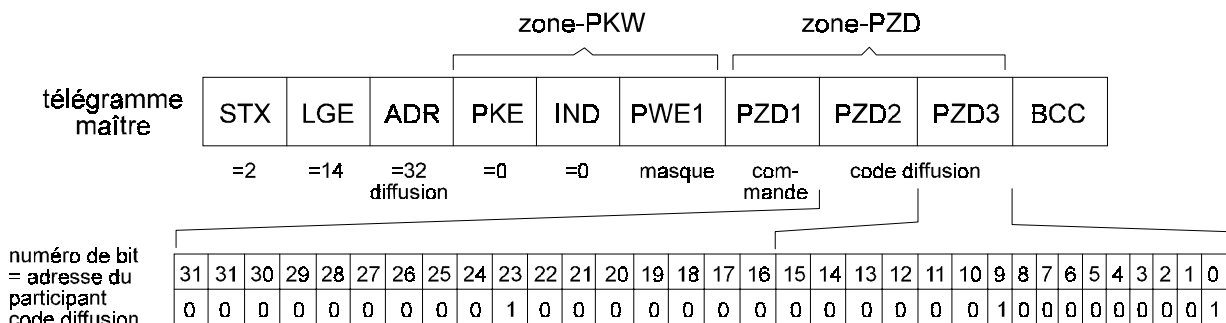 zone-PKW zone-PZD
télégramme
maître
STX LGE ADR PKE IND PWE1 PZD1 PZD2 PZD3 BCC
=2 =14 =32 =0 =0 masque com- code diffusion
diffusion mande
numéro de bit
= adresse du 31 31 30 29 28 27 26 25 24 23 22 21 20 19 18 17 16 15 14 13 12 11 10 9 8 7 6 5 4 3 2 1 0
participant
code diffusion 0 0 0 0 0 0 0 0 0 1 0 0 0 0 0 0 0 0 0 0 0 0 0 1 0 0 0 0 0 0 0 0 1